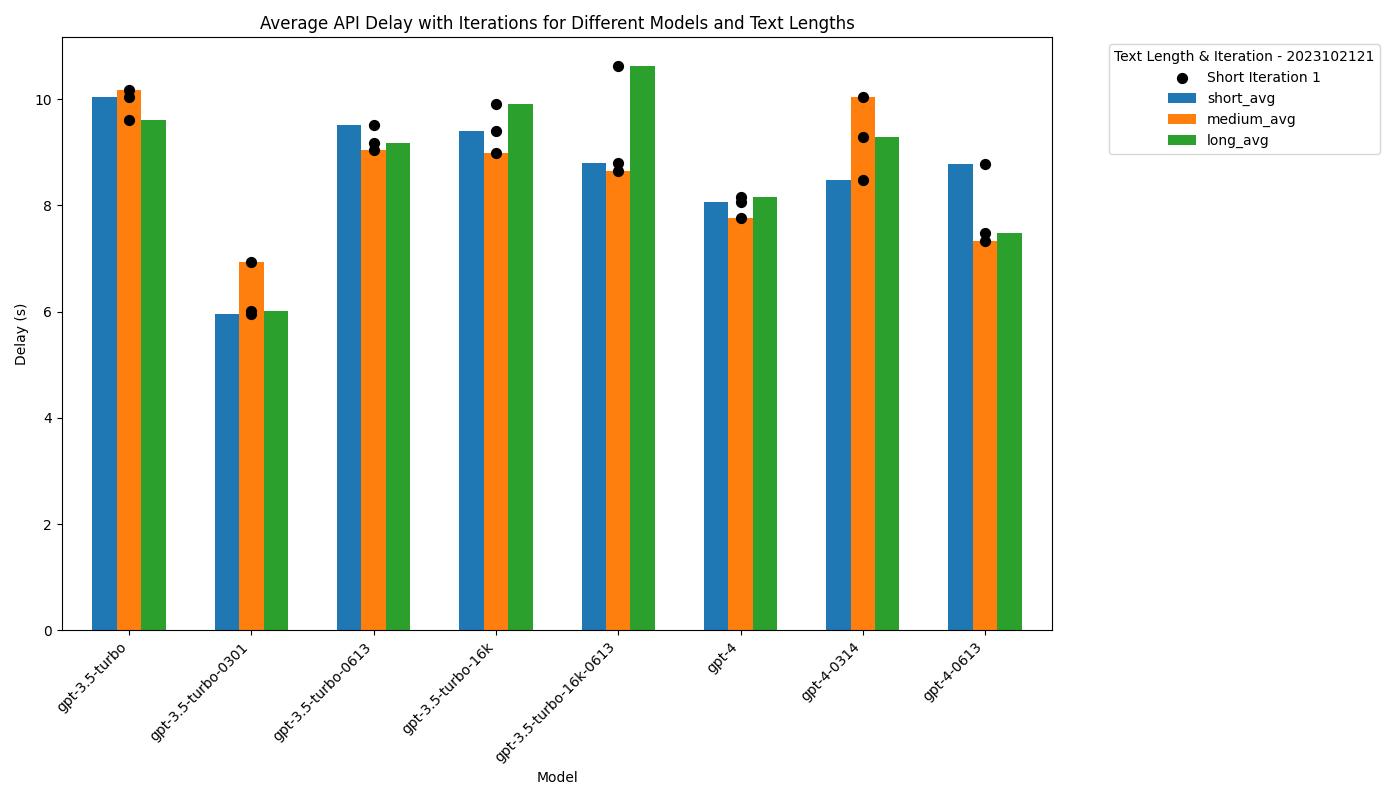 Average API Delay with Iterations for Different Models and Text Lengths
Text Length & Iteration - 2023102121
Short Iteration 1
short_avg
medium_avg
long_avg
Delay (s)
10
8
6
4
2
0
gpt-3.5-turbo
gpt-3.5-turbo-0301
gpt-3.5-turbo-0613
gpt-3.5-turbo-16k
gpt-3.5-turbo-16k-0613
gpt-4
gpt-4-0314
gpt-4-0613
Model